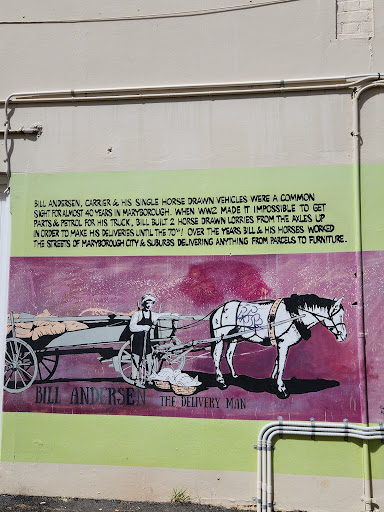 BILL ANDERSEN, CARRIER & HIS SINGLE HORSE DRAWN VEHICLES WERE A COMMON
SIGHT FOR ALMOST 40 YEARS IN MARYBOROUGH. WHEN WW2 MADE IT IMPOSSIBLE TO GET
PARTS & PETROL FOR HIS TRUCK, BILL BUILT 2 HORSE DRAWN LORRIES FROM THE AXLES UP
IN ORDER TO MAKE HIS DELIVERIES UNTIL THE 70'S! OVER THE YEARS BILL & HIS HORSES WORKED
THE STREETS OF MARYBOROUGH CITY & SUBURBS DELIVERING ANYTHING FROM PARCELS TO FURNITURE..
BILL ANDERSEN THE DELIVERY MAN